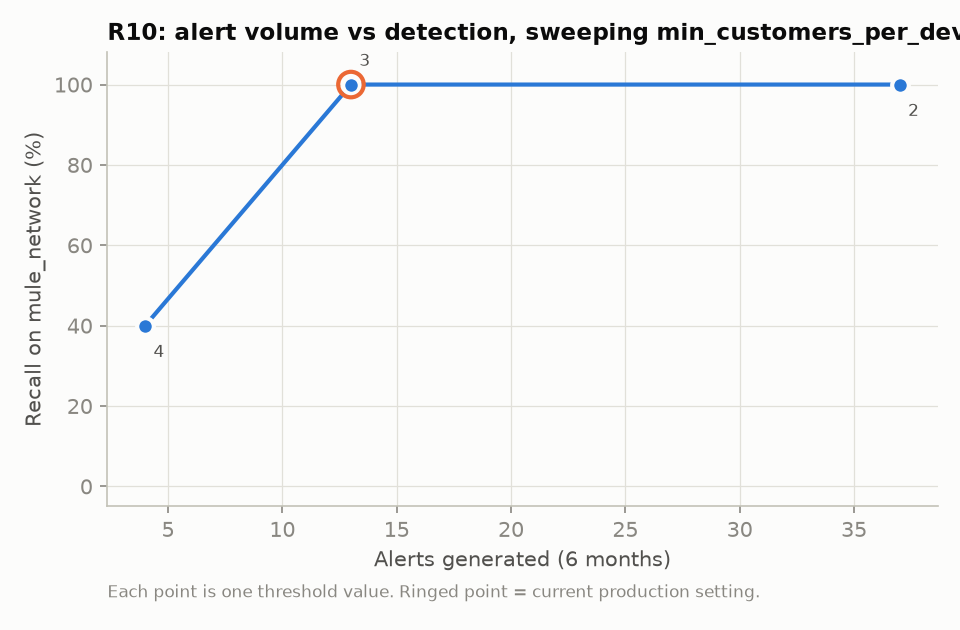 R10: alert volume vs detection, sweeping min_customers_per_dev
3
100
2
80
60
40
4
20
0
Recall on mule_network (%)
5 10 15 20 25 30 35
Alerts generated (6 months)
Each point is one threshold value. Ringed point = current production setting.